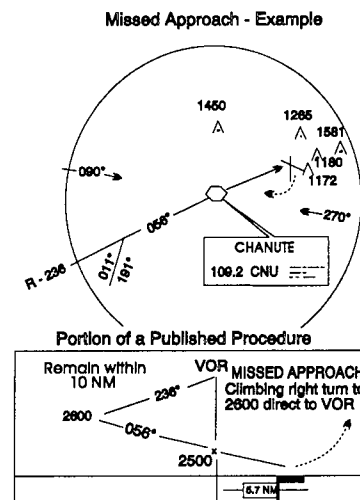 Missed Approach - Example
1450
1265
1581
1180
1172
090°
056°
270°
R - 236
011°
191°
CHANUTE
109.2 CNU
Portion of a Published Procedure
Remain within
10 NM
VOR
MISSED APPROACH
Climbing right turn to
2600 direct to VOR
236°
2600
056°
2500
5.7 NM